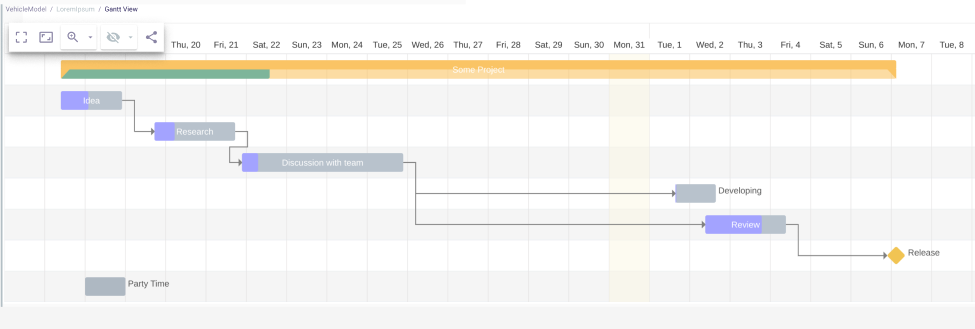 VehicleModel / LoremIpsum / Gantt View
Thu, 20 Fri, 21 Sat, 22 Sun, 23 Mon, 24 Tue, 25 Wed, 26 Thu, 27 Fri, 28 Sat, 29 Sun, 30 Mon, 31 Tue, 1 Wed, 2 Thu, 3 Fri, 4 Sat, 5 Sun, 6 Mon, 7 Tue, 8
Some Project
Idea
Research
Discussion with team
Developing
Review
Release
Party Time